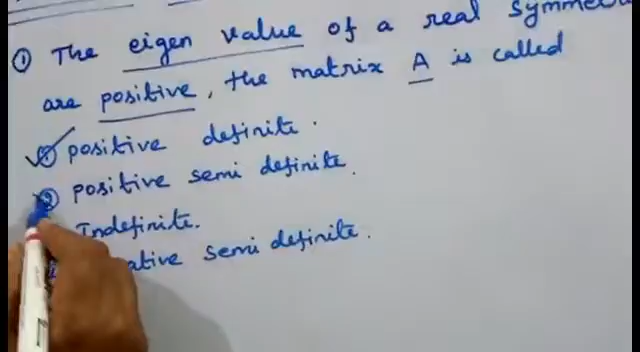 ① The eigen value of a real
are positive, the matrix A is called
positive definite.
② positive semi definite.
Indefinite.
semi definite.